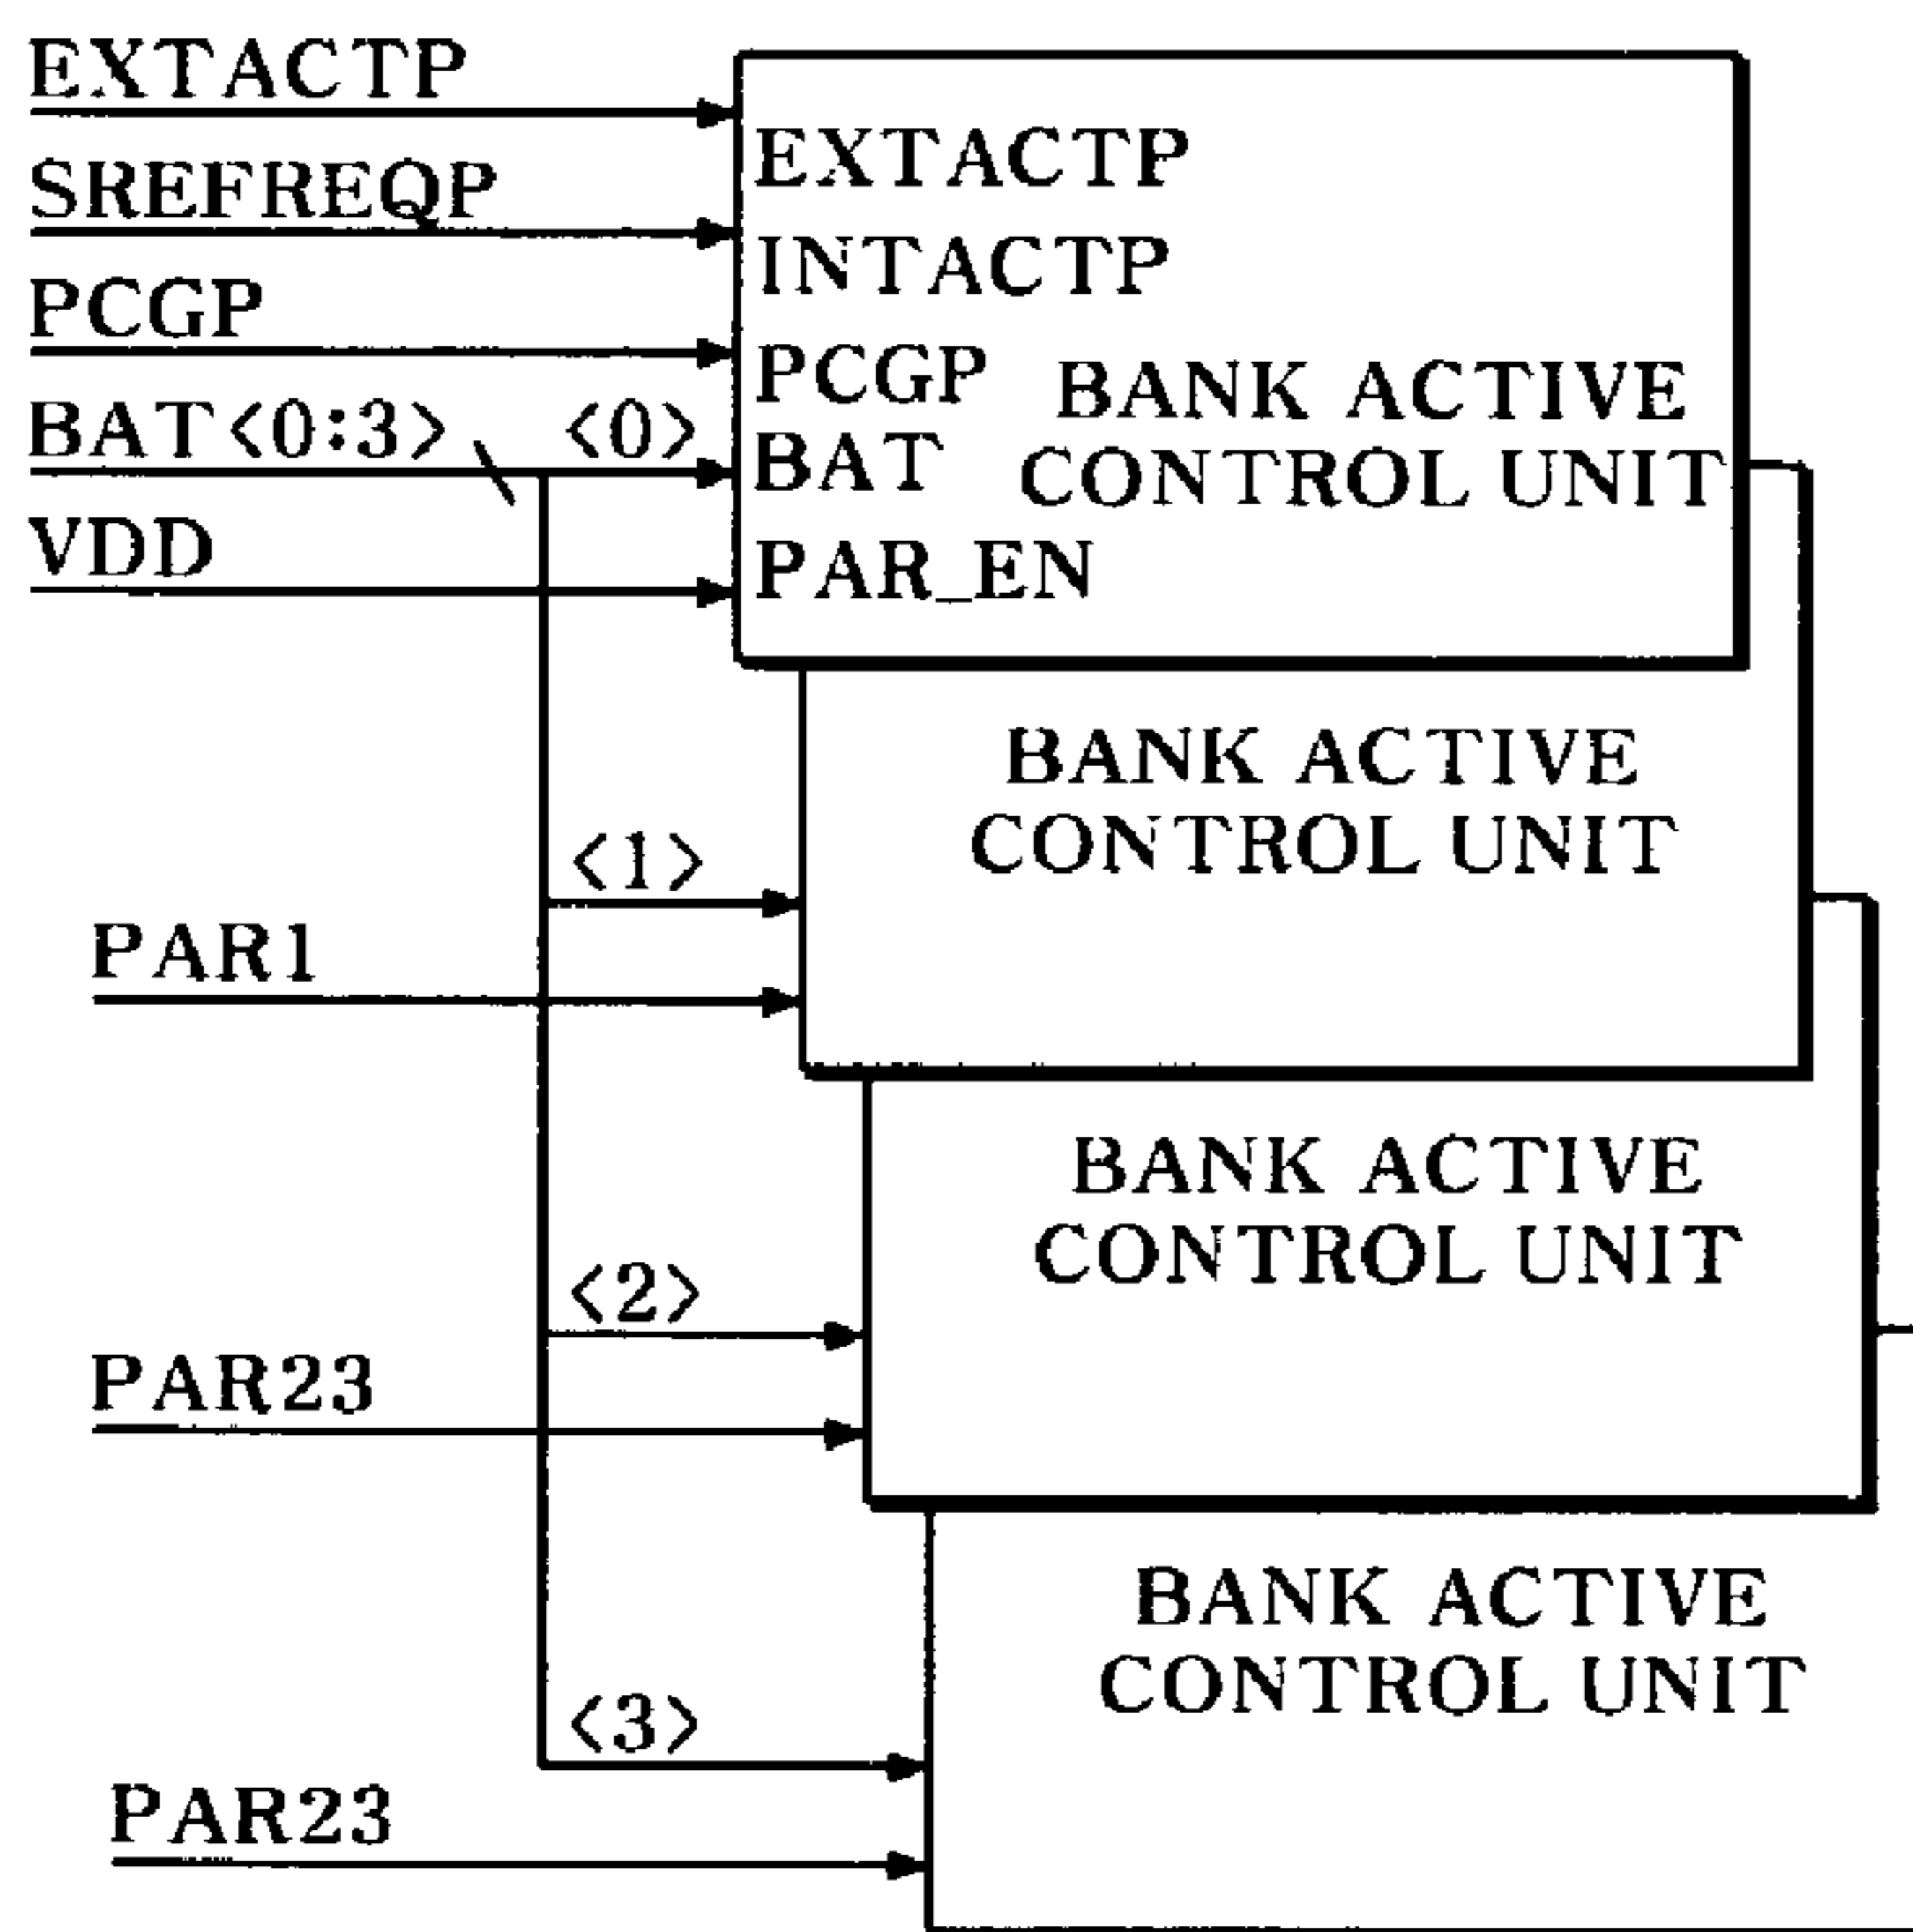 EXTACTP
SREFREQP
PCGP
BAT<0:3> <0>
VDD
EXTACTP
INTACTP
PCGP
BAT
PAR_EN
BANK ACTIVE
CONTROL UNIT
BANK ACTIVE
CONTROL UNIT
<1>
PAR1
BANK ACTIVE
CONTROL UNIT
<2>
PAR23
BANK ACTIVE
CONTROL UNIT
<3>
PAR23